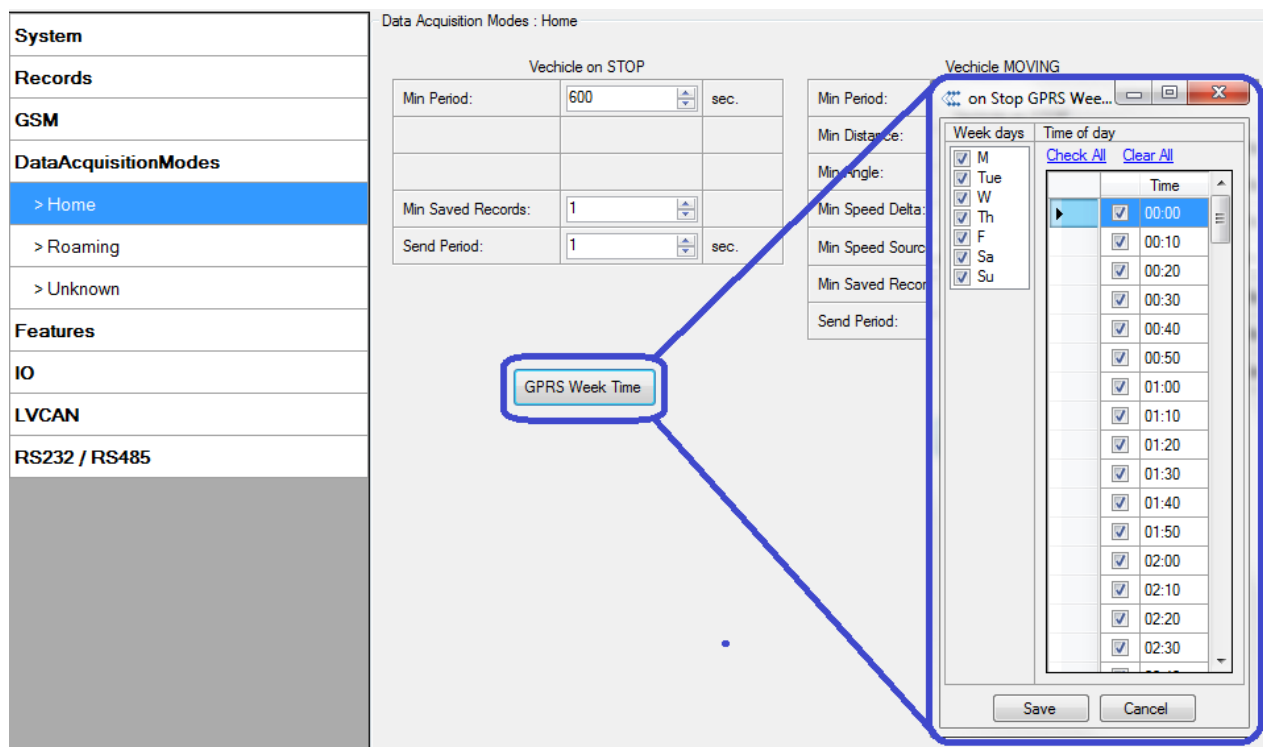 System
Records
GSM
DataAcquisitionModes
> Home
> Roaming
> Unknown
Features
IO
LVCAN
RS232 / RS485
Data Acquisition Modes : Home
Vechicle on STOP
Min Period: 600 sec.
Min Saved Records: 1
Send Period: 1 sec.
GPRS Week Time
Vechicle MOVING
Min Period:
Min Distance:
Min Angle:
Min Speed Delta:
Min Speed Sourc
Min Saved Recor
Send Period:
on Stop GPRS Wee...
Week days
M
Tue
W
Th
F
Sa
Su
Time of day
Check All Clear All
Time
00:00
00:10
00:20
00:30
00:40
00:50
01:00
01:10
01:20
01:30
01:40
01:50
02:00
02:10
02:20
02:30
Save Cancel